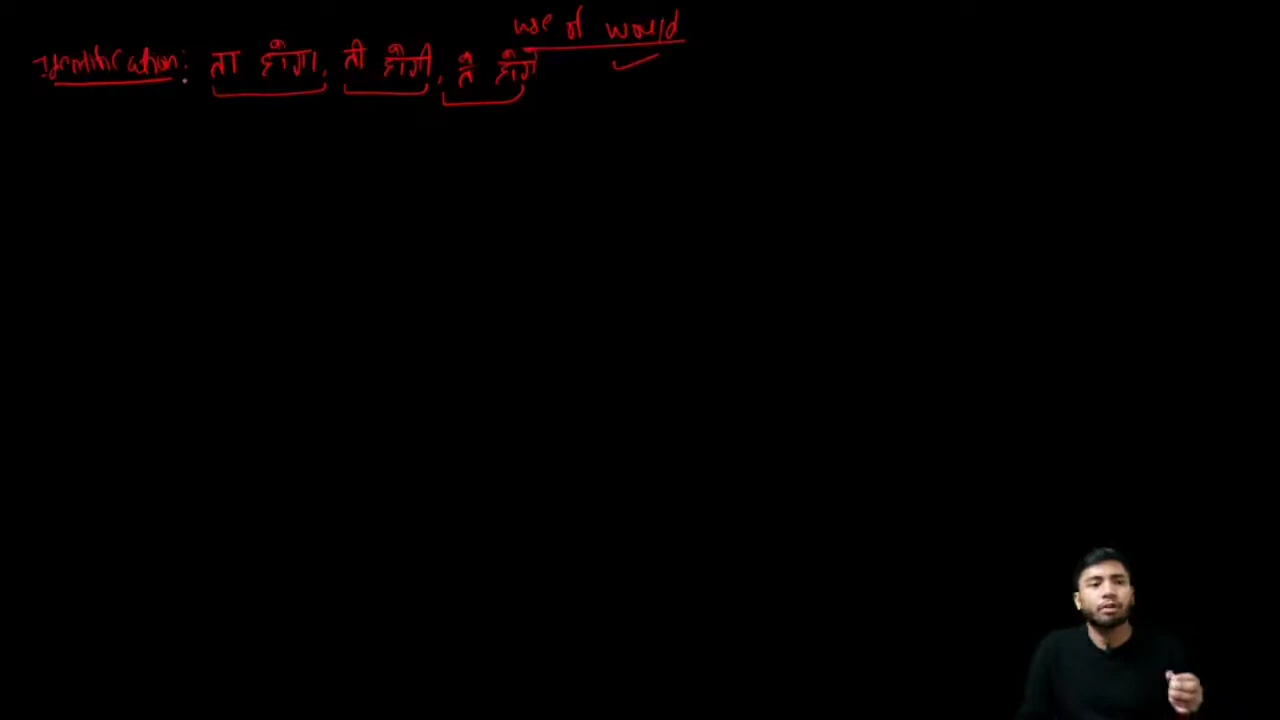 use of would
Identification: ता होगा, ती होगी, ते होंगे